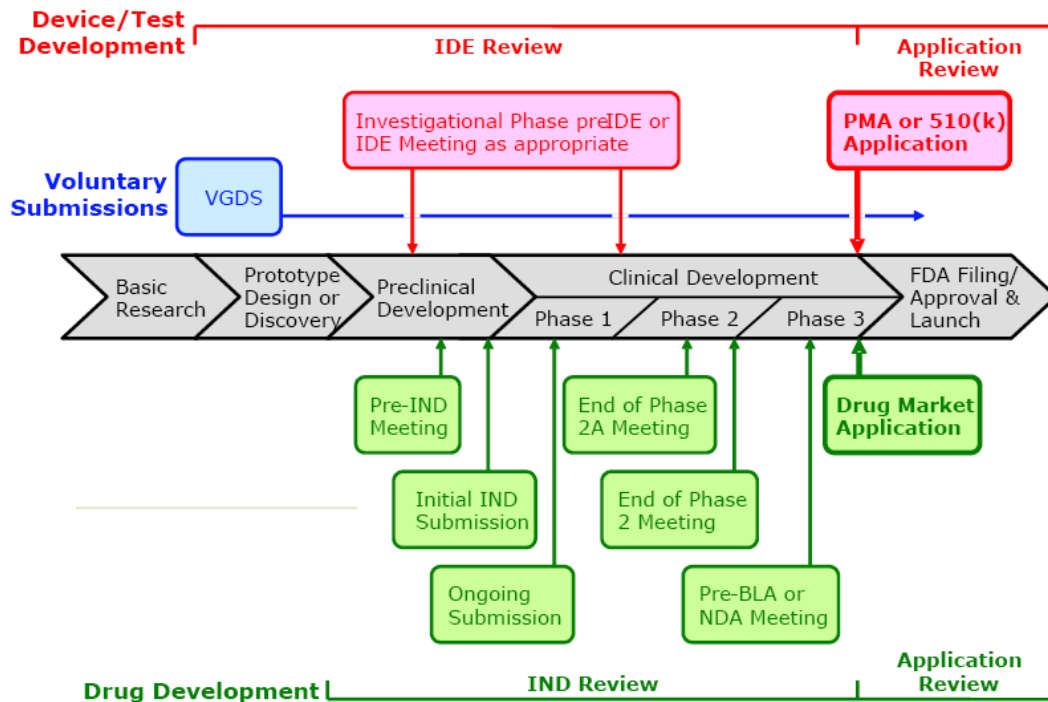 Device/Test
Development
IDE Review
Application
Review
Investigational Phase preIDE or
IDE Meeting as appropriate
PMA or 510(k)
Application
Voluntary
Submissions
VGDS
Basic
Research
Prototype
Design or
Discovery
Preclinical
Development
Clinical Development
Phase 1
Phase 2
Phase 3
FDA Filing/
Approval &
Launch
Pre-IND
Meeting
End of Phase
2A Meeting
Drug Market
Application
Initial IND
Submission
End of Phase
2 Meeting
Ongoing
Submission
Pre-BLA or
NDA Meeting
Drug Development
IND Review
Application
Review